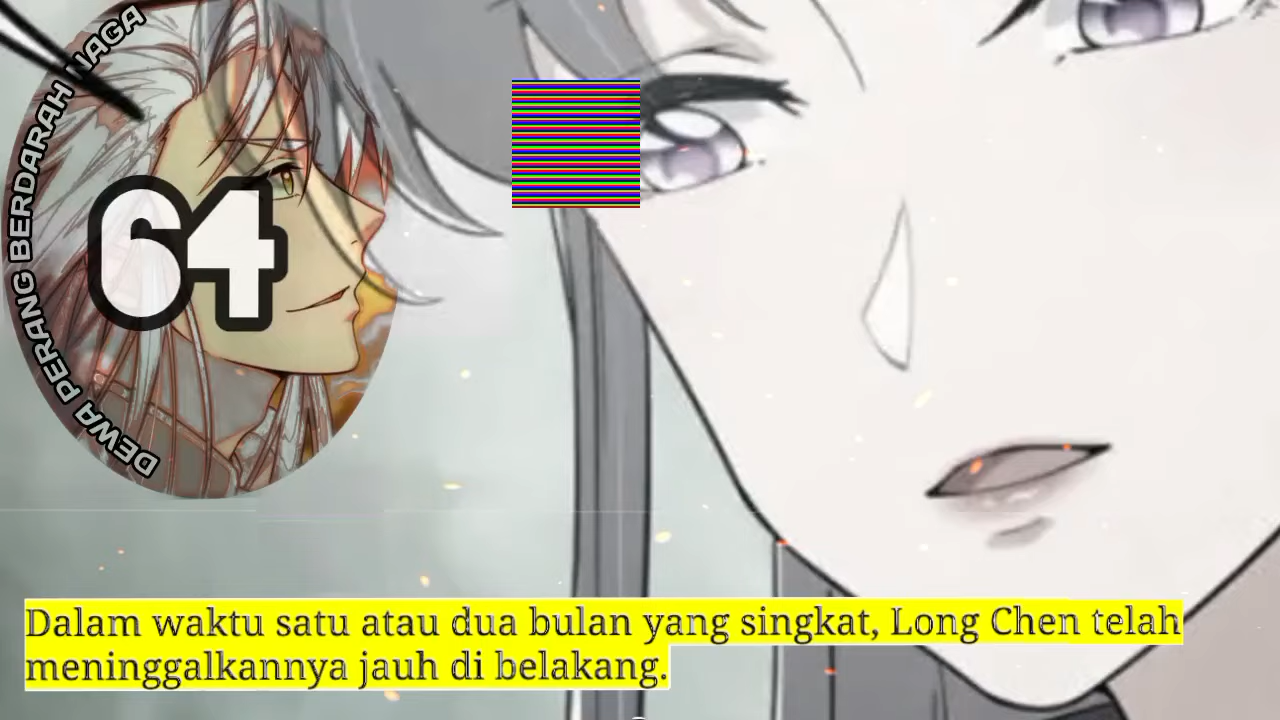 DEWA PERANG BERDARAH NAGA
64
Dalam waktu satu atau dua bulan yang singkat, Long Chen telah
meninggalkannya jauh di belakang.